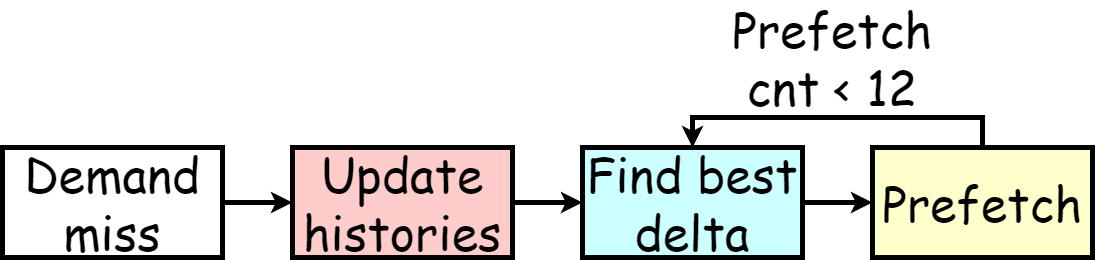 Prefetch
cnt < 12
Demand
miss
Update
histories
Find best
delta
Prefetch